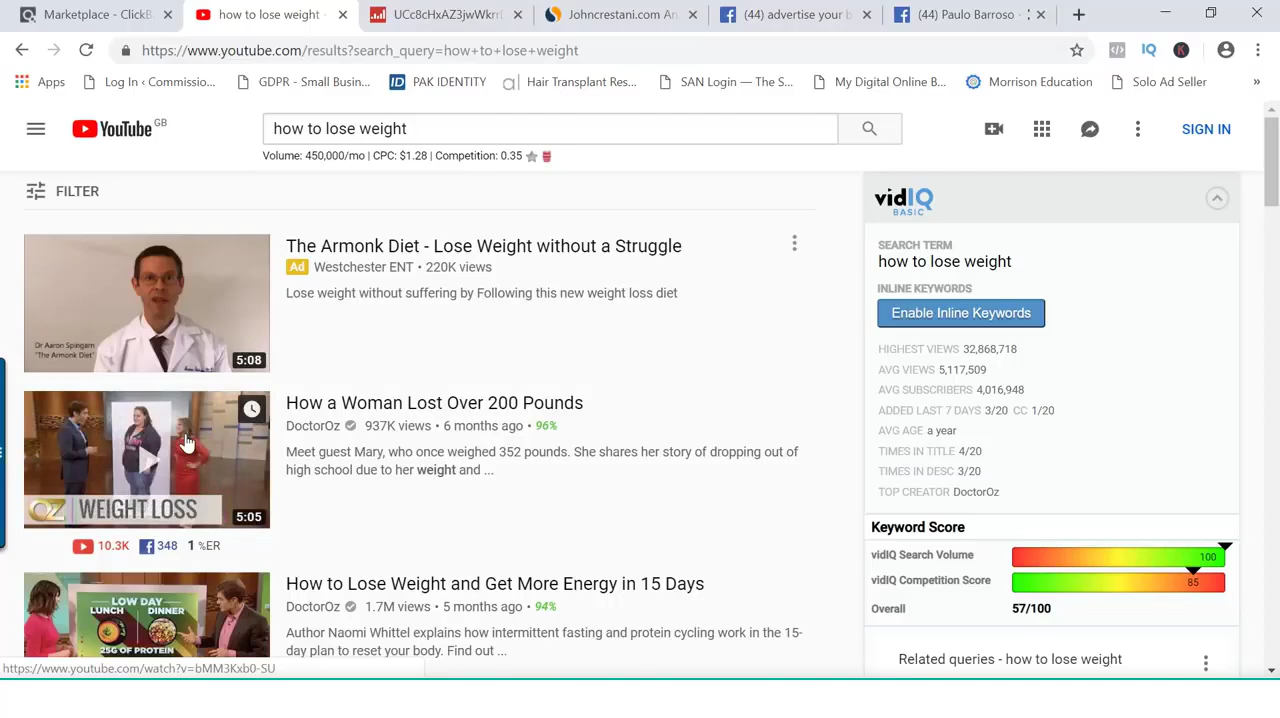 Marketplace - ClickB
how to lose weight -
UCc8cHxAZ3jwWkrrI
Johncrestani.com An
(44) advertise your b
(44) Paulo Barroso -
https://www.youtube.com/results?search_query=how+to+lose+weight
Apps
Log In ‹ Commissio...
GDPR - Small Busin...
PAK IDENTITY
Hair Transplant Res...
SAN Login — The S...
My Digital Online B...
Morrison Education
Solo Ad Seller
YouTube GB
how to lose weight
SIGN IN
Volume: 450,000/mo | CPC: $1.28 | Competition: 0.35
FILTER
The Armonk Diet - Lose Weight without a Struggle
Ad Westchester ENT • 220K views
Lose weight without suffering by Following this new weight loss diet
Dr Aaron Spingarn
"The Armonk Diet"
5:08
How a Woman Lost Over 200 Pounds
DoctorOz 937K views • 6 months ago • 96%
Meet guest Mary, who once weighed 352 pounds. She shares her story of dropping out of
high school due to her weight and ...
OZ WEIGHT LOSS
5:05
10.3K 348 1 %ER
How to Lose Weight and Get More Energy in 15 Days
DoctorOz 1.7M views • 5 months ago • 94%
Author Naomi Whittel explains how intermittent fasting and protein cycling work in the 15-
day plan to reset your body. Find out ...
LOW DAY
LUNCH DINNER
25G OF PROTEIN
https://www.youtube.com/watch?v=bMM3Kxb0-SU
vidIQ
BASIC
SEARCH TERM
how to lose weight
INLINE KEYWORDS
Enable Inline Keywords
HIGHEST VIEWS 32,868,718
AVG VIEWS 5,117,509
AVG SUBSCRIBERS 4,016,948
ADDED LAST 7 DAYS 3/20 CC 1/20
AVG AGE a year
TIMES IN TITLE 4/20
TIMES IN DESC 3/20
TOP CREATOR DoctorOz
Keyword Score
vidIQ Search Volume 100
vidIQ Competition Score 85
Overall 57/100
Related queries - how to lose weight